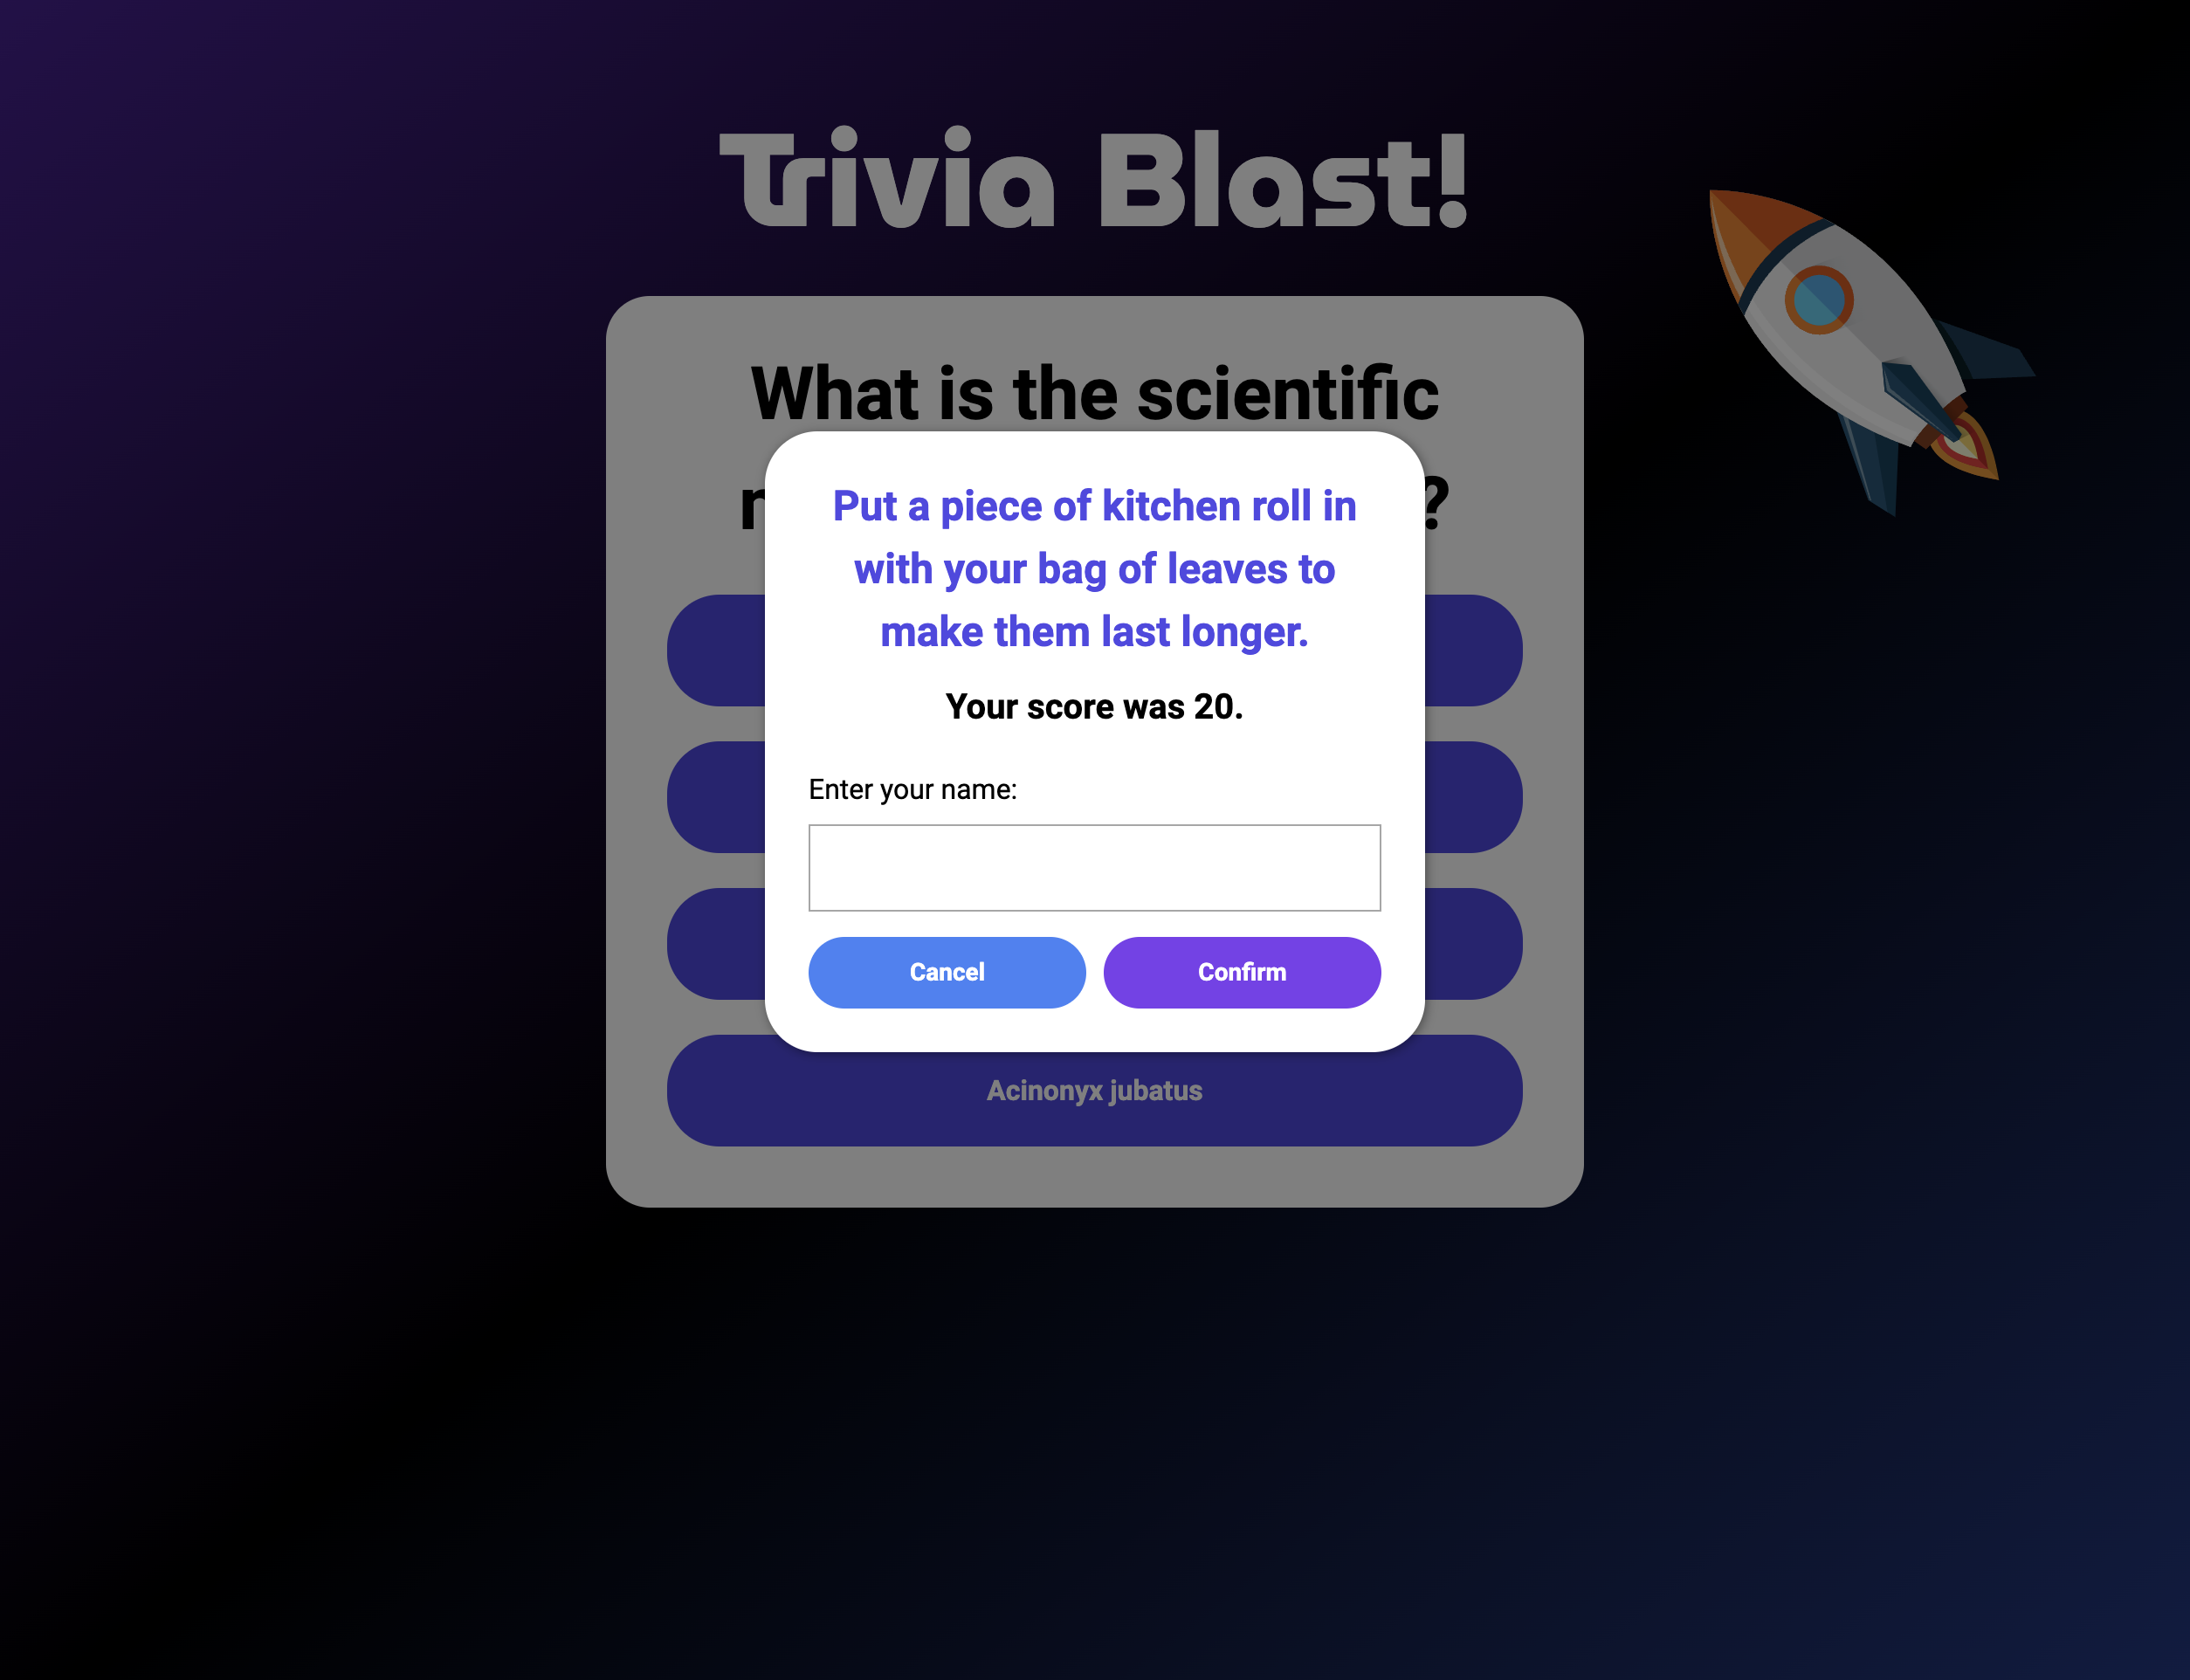 Trivia Blast!
What is the scientific
?
Put a piece of kitchen roll in
with your bag of leaves to
make them last longer.
Your score was 20.
Enter your name:
Cancel
Confirm
Acinonyx jubatus